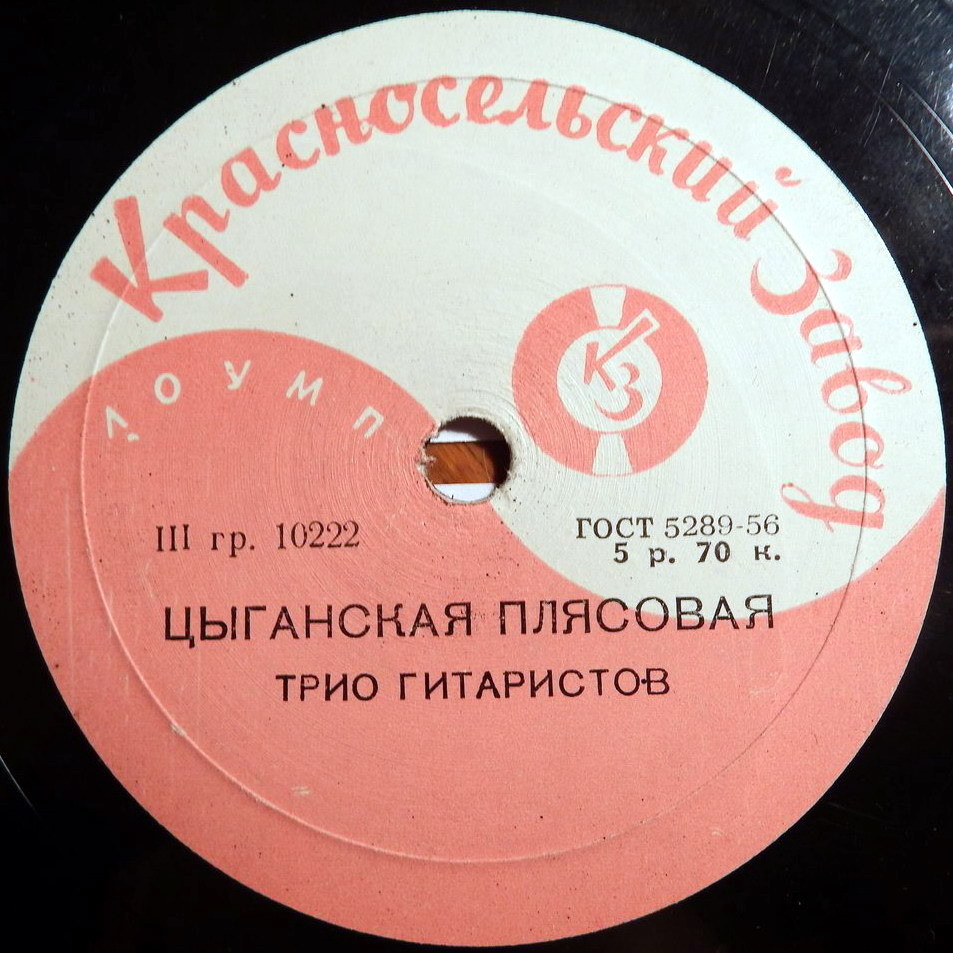 Красносельский Завод
ЛОУМП
КЗ
III гр. 10222
ГОСТ 5289-56
5 р. 70 к.
ЦЫГАНСКАЯ ПЛЯСОВАЯ
ТРИО ГИТАРИСТОВ